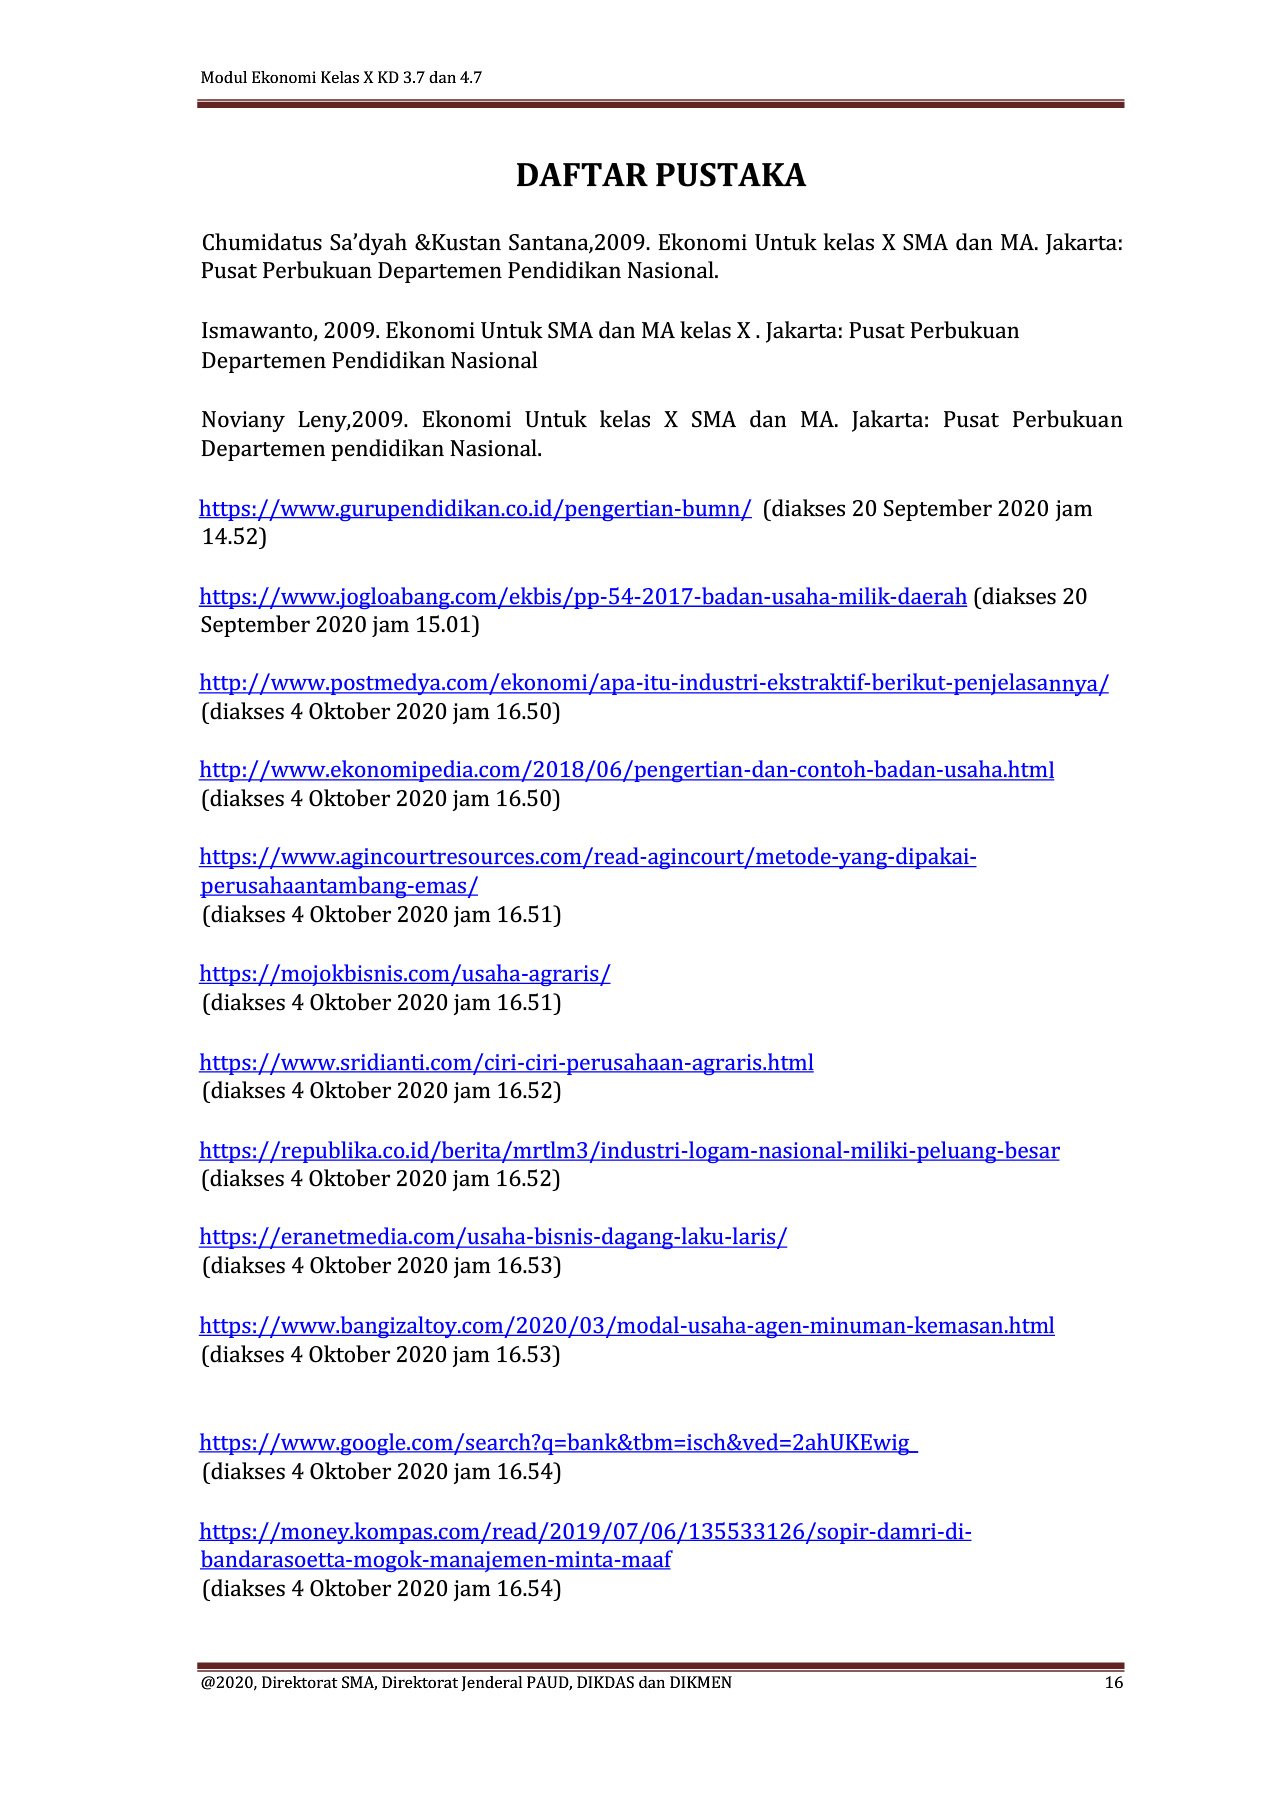 Modul Ekonomi Kelas X KD 3.7 dan 4.7
DAFTAR PUSTAKA
Chumidatus Sa’dyah &Kustan Santana,2009. Ekonomi Untuk kelas X SMA dan MA. Jakarta:
Pusat Perbukuan Departemen Pendidikan Nasional.
Ismawanto, 2009. Ekonomi Untuk SMA dan MA kelas X . Jakarta: Pusat Perbukuan
Departemen Pendidikan Nasional
Noviany Leny,2009. Ekonomi Untuk kelas X SMA dan MA. Jakarta: Pusat Perbukuan
Departemen pendidikan Nasional.
https://www.gurupendidikan.co.id/pengertian-bumn/ (diakses 20 September 2020 jam
14.52)
https://www.jogloabang.com/ekbis/pp-54-2017-badan-usaha-milik-daerah (diakses 20
September 2020 jam 15.01)
http://www.postmedya.com/ekonomi/apa-itu-industri-ekstraktif-berikut-penjelasannya/
(diakses 4 Oktober 2020 jam 16.50)
http://www.ekonomipedia.com/2018/06/pengertian-dan-contoh-badan-usaha.html
(diakses 4 Oktober 2020 jam 16.50)
https://www.agincourtresources.com/read-agincourt/metode-yang-dipakai-
perusahaantambang-emas/
(diakses 4 Oktober 2020 jam 16.51)
https://mojokbisnis.com/usaha-agraris/
(diakses 4 Oktober 2020 jam 16.51)
https://www.sridianti.com/ciri-ciri-perusahaan-agraris.html
(diakses 4 Oktober 2020 jam 16.52)
https://republika.co.id/berita/mrtlm3/industri-logam-nasional-miliki-peluang-besar
(diakses 4 Oktober 2020 jam 16.52)
https://eranetmedia.com/usaha-bisnis-dagang-laku-laris/
(diakses 4 Oktober 2020 jam 16.53)
https://www.bangizaltoy.com/2020/03/modal-usaha-agen-minuman-kemasan.html
(diakses 4 Oktober 2020 jam 16.53)
https://www.google.com/search?q=bank&tbm=isch&ved=2ahUKEwig_
(diakses 4 Oktober 2020 jam 16.54)
https://money.kompas.com/read/2019/07/06/135533126/sopir-damri-di-
bandarasoetta-mogok-manajemen-minta-maaf
(diakses 4 Oktober 2020 jam 16.54)
@2020, Direktorat SMA, Direktorat Jenderal PAUD, DIKDAS dan DIKMEN 16